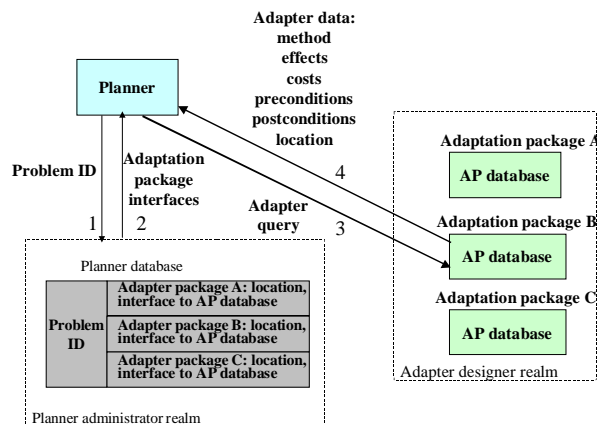 Adapter data:
method
effects
costs
preconditions
postconditions
location
Planner
Problem ID
Adaptation
package
interfaces
1
2
Adapter
query
3
4
Adaptation package A
AP database
Adaptation package B
AP database
Adaptation package C
AP database
Adapter designer realm
Planner database
Problem
ID
Adapter package A: location,
interface to AP database
Adapter package B: location,
interface to AP database
Adapter package C: location,
interface to AP database
Planner administrator realm